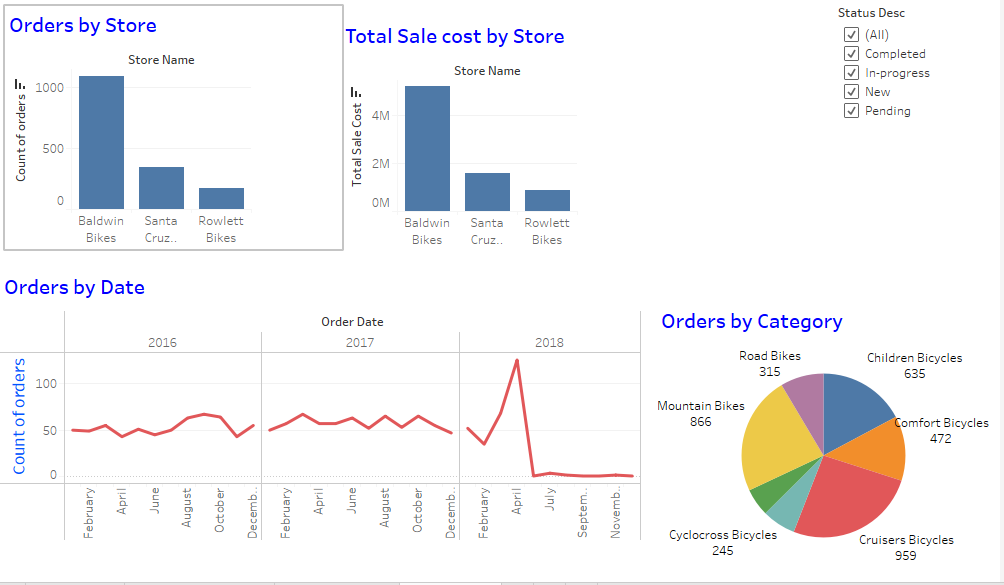 Orders by Store
Store Name
Count of orders
1000
500
0
Baldwin Bikes
Santa Cruz..
Rowlett Bikes
Total Sale cost by Store
Store Name
Total Sale Cost
4M
2M
0M
Baldwin Bikes
Santa Cruz..
Rowlett Bikes
Status Desc
(All)
Completed
In-progress
New
Pending
Orders by Date
Order Date
2016
2017
2018
Count of orders
100
50
0
February
April
June
August
October
Decemb..
February
April
June
August
October
Decemb..
February
April
July
Septem..
Novemb..
Orders by Category
Road Bikes
315
Children Bicycles
635
Mountain Bikes
866
Comfort Bicycles
472
Cyclocross Bicycles
245
Cruisers Bicycles
959